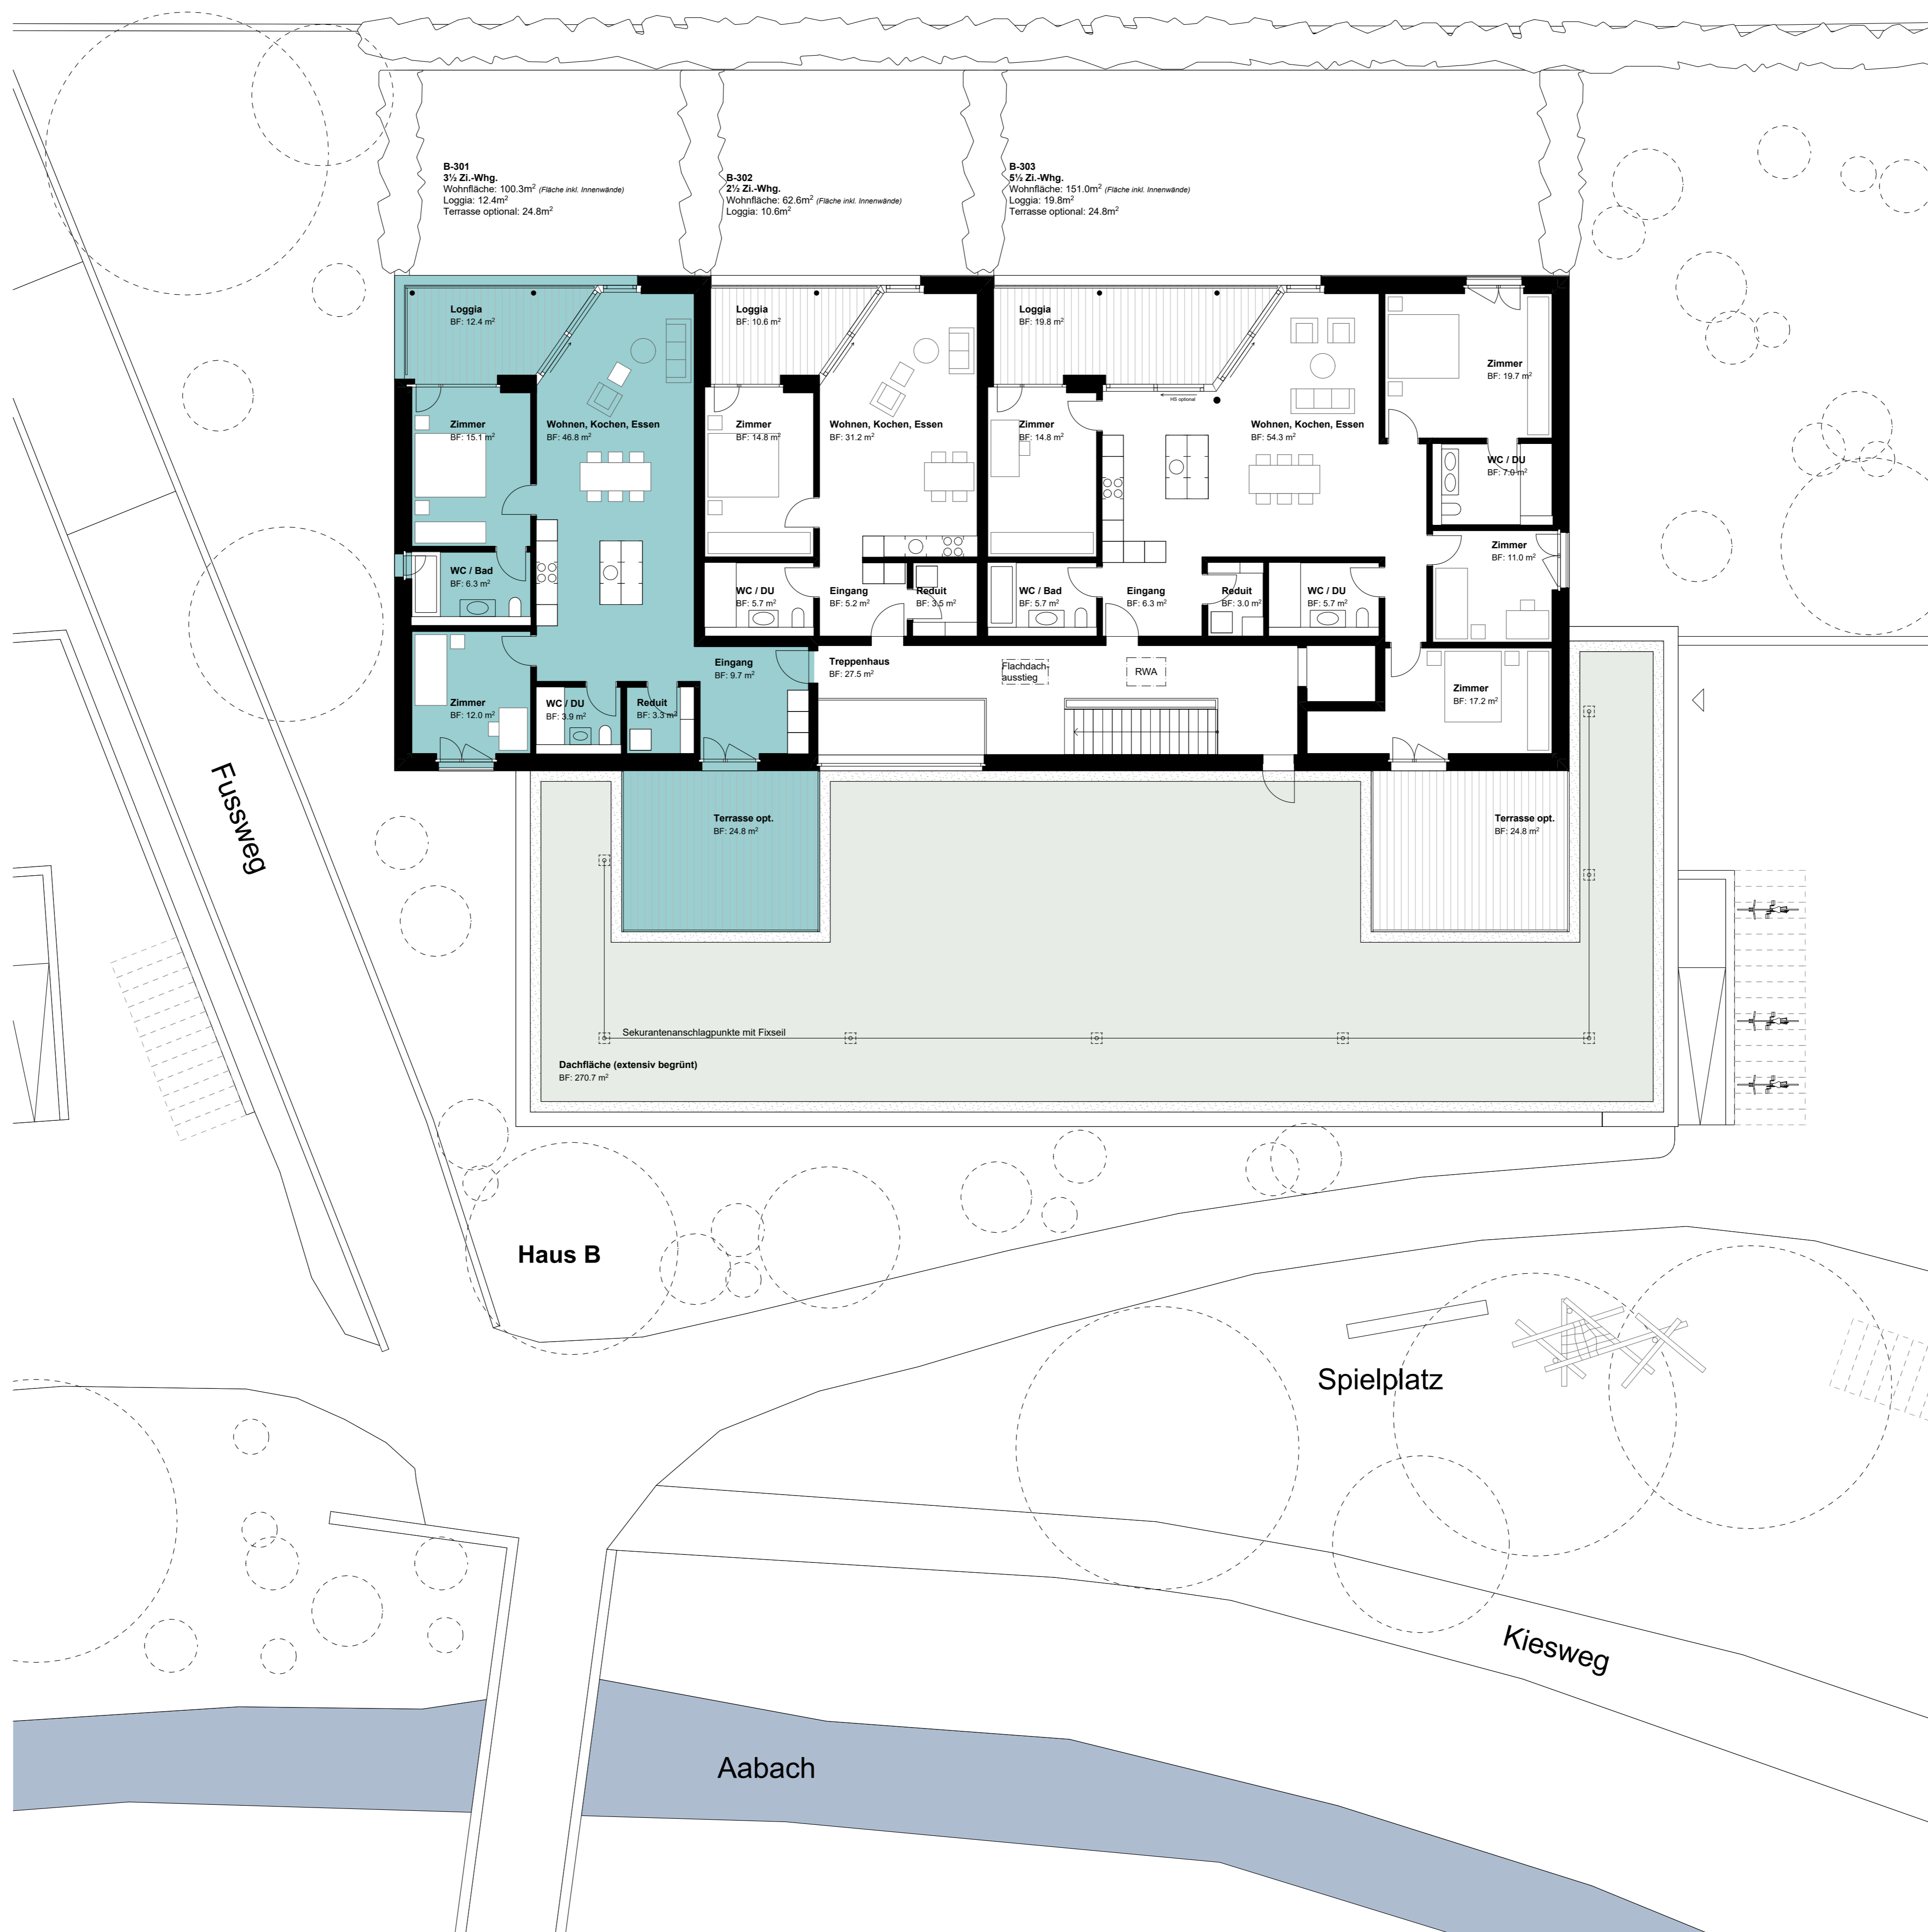 B-301
3½ Zi.-Whg.
Wohnfläche: 100.3m² (Fläche inkl. Innenwände)
Loggia: 12.4m²
Terrasse optional: 24.8m²
B-302
2½ Zi.-Whg.
Wohnfläche: 62.6m² (Fläche inkl. Innenwände)
Loggia: 10.6m²
B-303
5½ Zi.-Whg.
Wohnfläche: 151.0m² (Fläche inkl. Innenwände)
Loggia: 19.8m²
Terrasse optional: 24.8m²
Loggia
BF: 12.4 m²
Loggia
BF: 10.6 m²
Loggia
BF: 19.8 m²
Zimmer
BF: 19.7 m²
HS optional
Zimmer
BF: 15.1 m²
Wohnen, Kochen, Essen
BF: 46.8 m²
Zimmer
BF: 14.8 m²
Wohnen, Kochen, Essen
BF: 31.2 m²
Zimmer
BF: 14.8 m²
Wohnen, Kochen, Essen
BF: 54.3 m²
WC / DU
BF: 7.0 m²
Zimmer
BF: 11.0 m²
WC / Bad
BF: 6.3 m²
WC / DU
BF: 5.7 m²
Eingang
BF: 5.2 m²
Reduit
BF: 3.5 m²
WC / Bad
BF: 5.7 m²
Eingang
BF: 6.3 m²
Reduit
BF: 3.0 m²
WC / DU
BF: 5.7 m²
Eingang
BF: 9.7 m²
Treppenhaus
BF: 27.5 m²
Flachdach-
ausstieg
RWA
Zimmer
BF: 17.2 m²
Zimmer
BF: 12.0 m²
WC / DU
BF: 3.9 m²
Reduit
BF: 3.3 m²
Terrasse opt.
BF: 24.8 m²
Terrasse opt.
BF: 24.8 m²
Fussweg
Sekurantenanschlagpunkte mit Fixseil
Dachfläche (extensiv begrünt)
BF: 270.7 m²
Haus B
Spielplatz
Kiesweg
Aabach